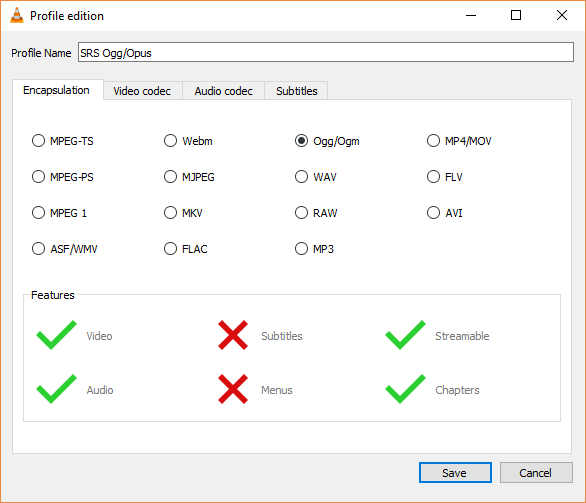 Profile edition
Profile Name SRS Ogg/Opus
Encapsulation Video codec Audio codec Subtitles
MPEG-TS Webm Ogg/Ogm MP4/MOV
MPEG-PS MJPEG WAV FLV
MPEG 1 MKV RAW AVI
ASF/WMV FLAC MP3
Features
Video Subtitles Streamable
Audio Menus Chapters
Save Cancel